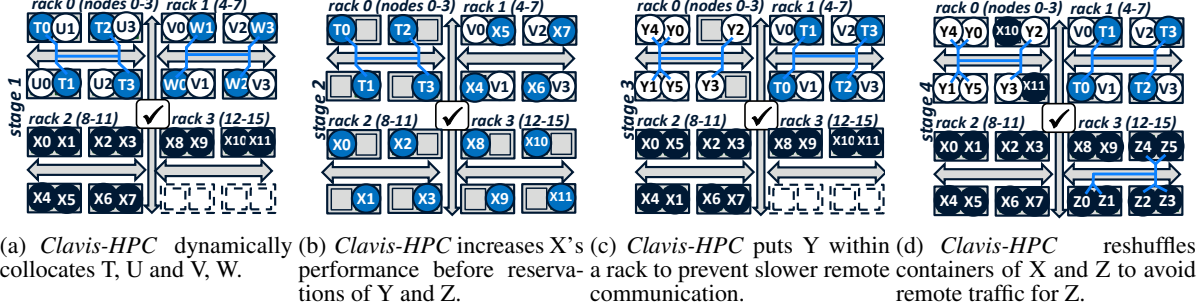 rack 0 (nodes 0-3) rack 1 (4-7)
T0 U1 T2 U3 V0 W1 V2 W3
U0 T1 U2 T3 W0 V1 W2 V3
stage 1
✓
rack 2 (8-11) rack 3 (12-15)
X0 X1 X2 X3 X8 X9 X10 X11
X4 X5 X6 X7
(a) Clavis-HPC dynamically
collocates T, U and V, W.
rack 0 (nodes 0-3) rack 1 (4-7)
T0 T2 V0 X5 V2 X7
T1 T3 X4 V1 X6 V3
stage 2
✓
rack 2 (8-11) rack 3 (12-15)
X0 X2 X8 X10
X1 X3 X9 X11
(b) Clavis-HPC increases X's
performance before reserva-
tions of Y and Z.
rack 0 (nodes 0-3) rack 1 (4-7)
Y4 Y0 Y2 V0 T1 V2 T3
Y1 Y5 Y3 T0 V1 T2 V3
stage 3
✓
rack 2 (8-11) rack 3 (12-15)
X0 X5 X2 X3 X8 X9 X10 X11
X4 X1 X6 X7
(c) Clavis-HPC puts Y within
a rack to prevent slower remote
communication.
rack 0 (nodes 0-3) rack 1 (4-7)
Y4 Y0 X10 Y2 V0 T1 V2 T3
Y1 Y5 Y3 X11 T0 V1 T2 V3
stage 4
✓
rack 2 (8-11) rack 3 (12-15)
X0 X1 X2 X3 X8 X9 Z4 Z5
X4 X5 X6 X7 Z0 Z1 Z2 Z3
(d) Clavis-HPC reshuffles
containers of X and Z to avoid
remote traffic for Z.